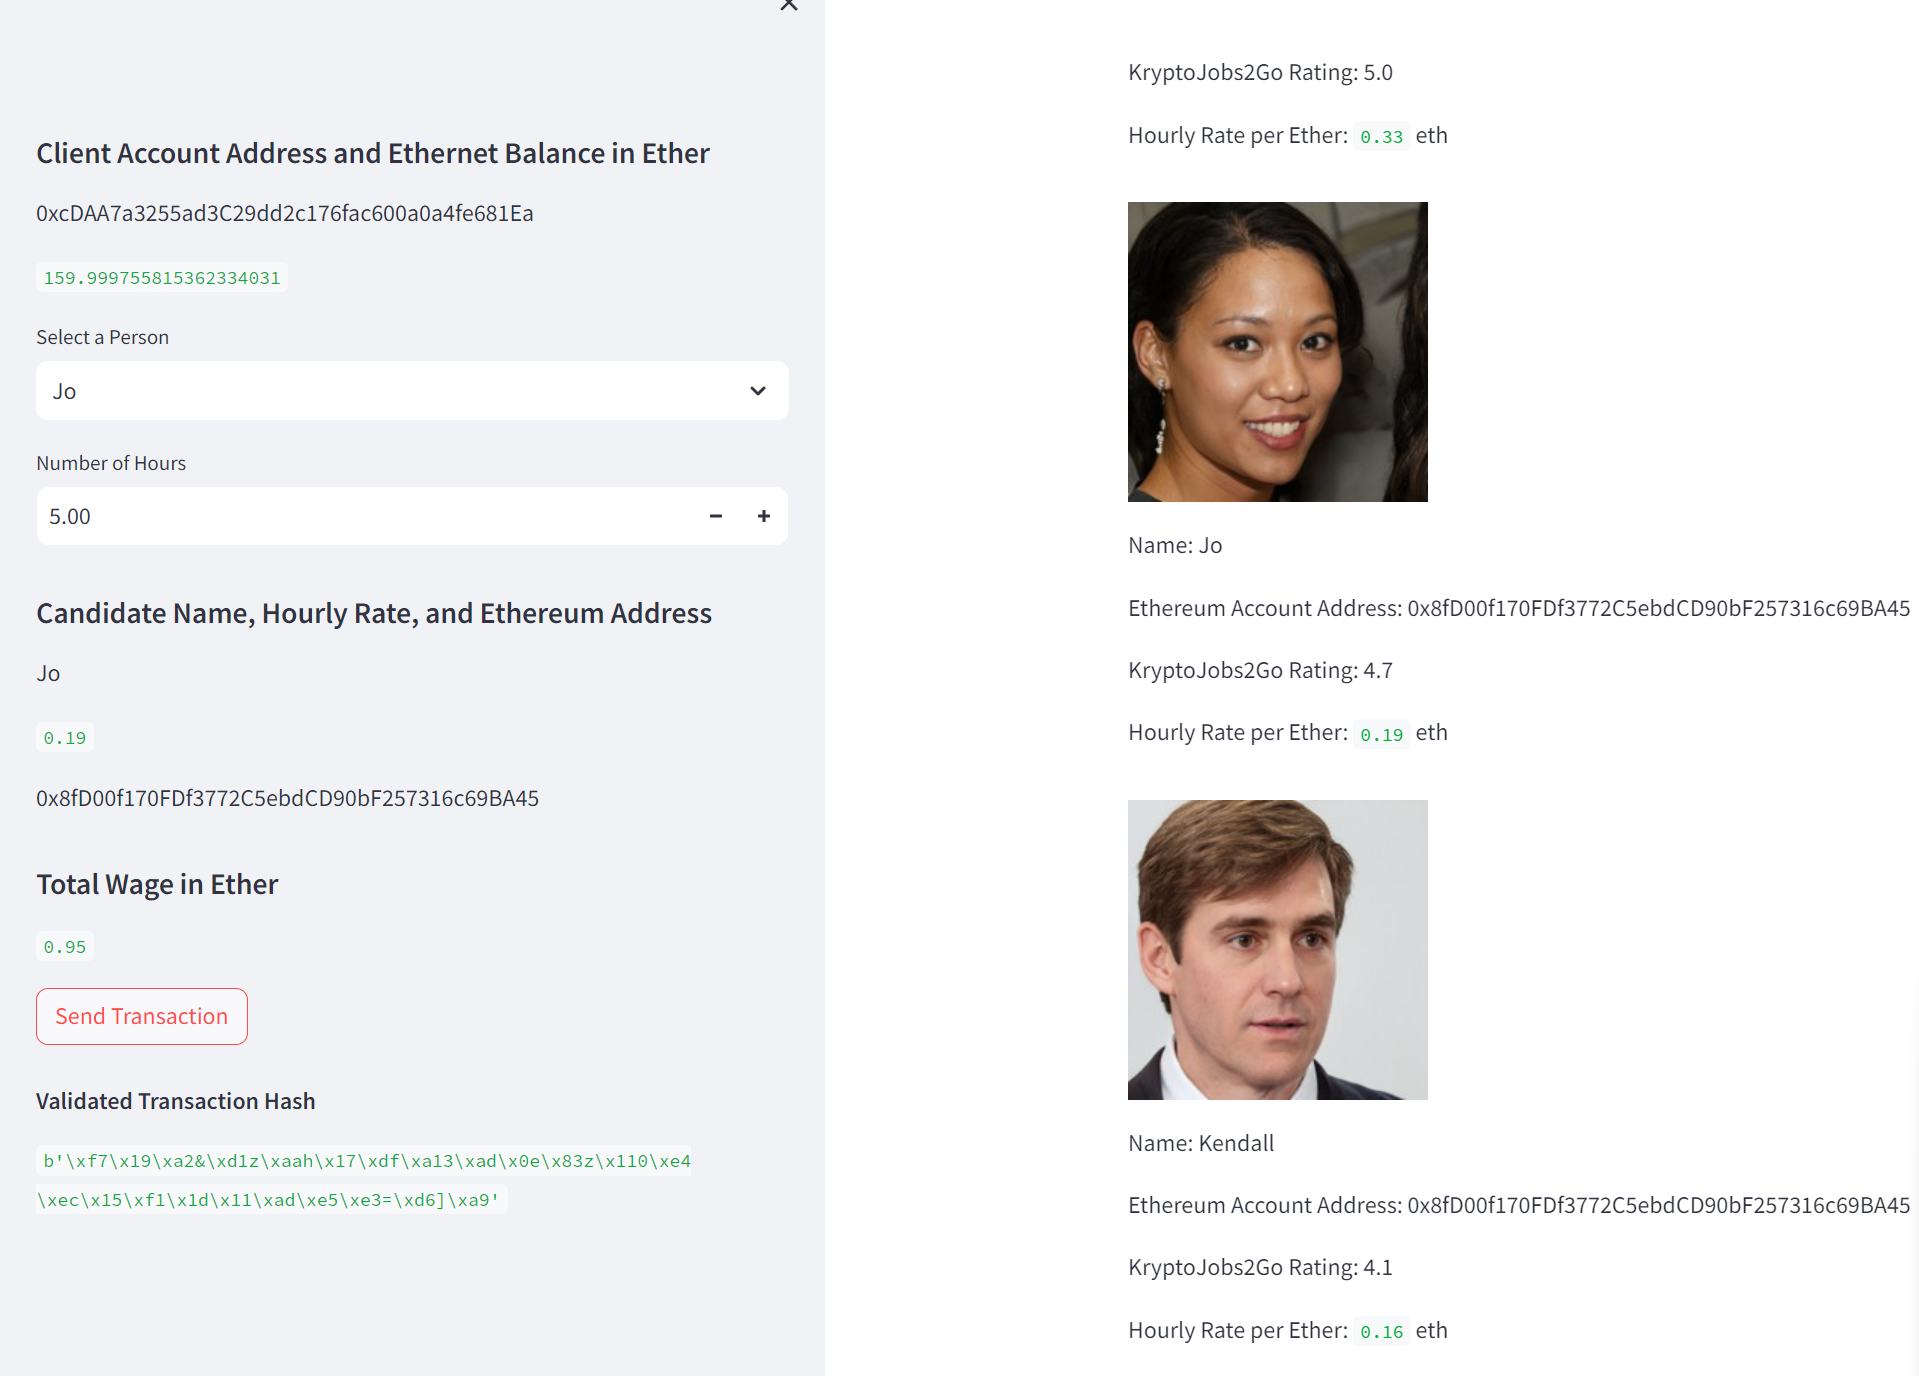 Client Account Address and Ethernet Balance in Ether
0xcDAA7a3255ad3C29dd2c176fac600a0a4fe681Ea
159.999755815362334031
Select a Person
Jo
Number of Hours
5.00
Candidate Name, Hourly Rate, and Ethereum Address
Jo
0.19
0x8fD00f170FDf3772C5ebdCD90bF257316c69BA45
Total Wage in Ether
0.95
Send Transaction
Validated Transaction Hash
b'\xf7\x19\xa2&\xd1z\xaah\x17\xdf\xa13\xad\x0e\x83z\x110\xe4
\xec\x15\xf1\x1d\x11\xad\xe5\xe3=\xd6]\xa9'
KryptoJobs2Go Rating: 5.0
Hourly Rate per Ether: 0.33 eth
Name: Jo
Ethereum Account Address: 0x8fD00f170FDf3772C5ebdCD90bF257316c69BA45
KryptoJobs2Go Rating: 4.7
Hourly Rate per Ether: 0.19 eth
Name: Kendall
Ethereum Account Address: 0x8fD00f170FDf3772C5ebdCD90bF257316c69BA45
KryptoJobs2Go Rating: 4.1
Hourly Rate per Ether: 0.16 eth